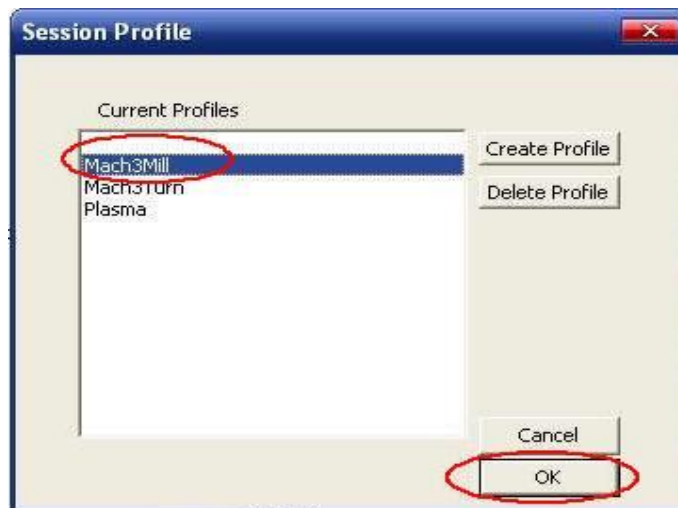 Session Profile
Current Profiles
Mach3Mill
Mach3Turn
Plasma
Create Profile
Delete Profile
Cancel
OK